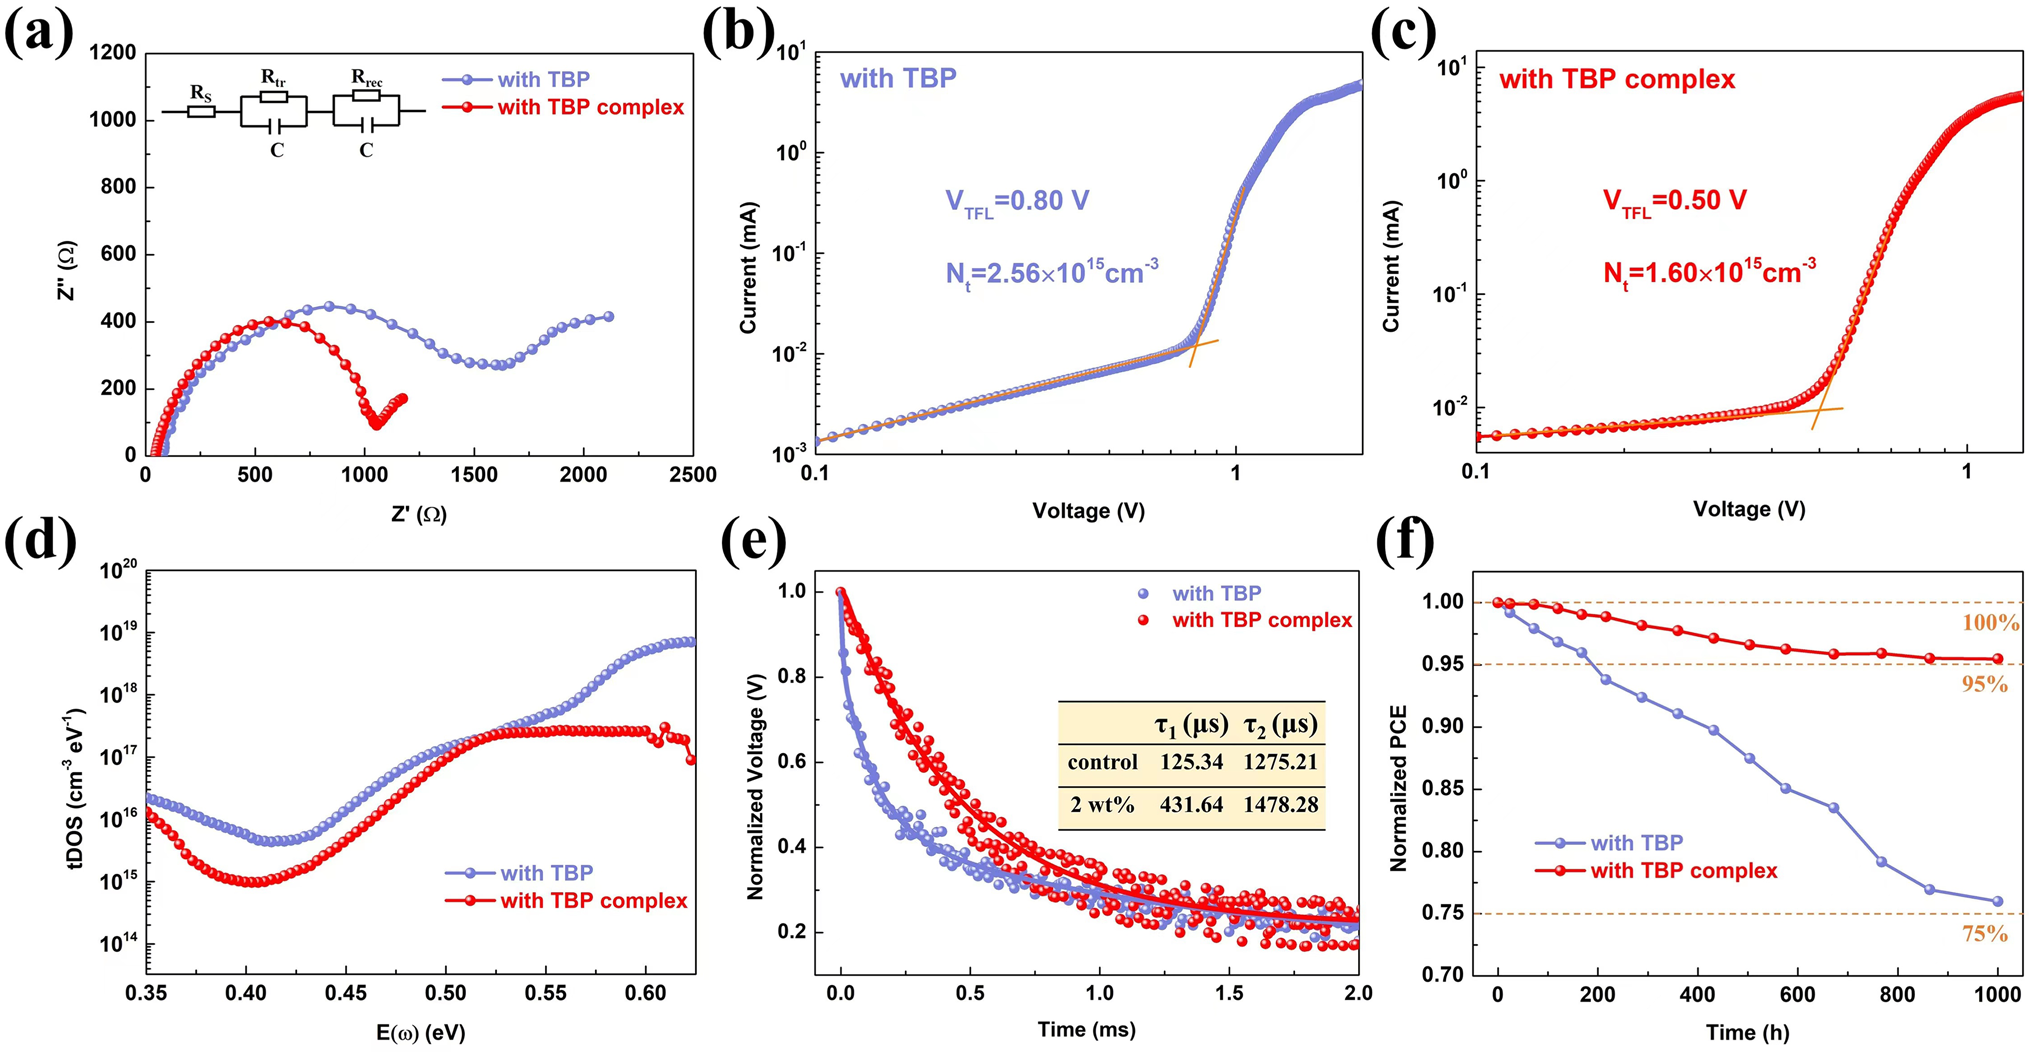 (a)
1200
1000
800
600
400
200
0
0 500 1000 1500 2000 2500
Z'' (Ω)
Z' (Ω)
R_S R_tr R_rec
C C
with TBP
with TBP complex
(b)
with TBP
V_TFL=0.80 V
N_t=2.56×10^15cm^-3
10^1
10^0
10^-1
10^-2
10^-3
0.1 1
Current (mA)
Voltage (V)
(c)
with TBP complex
V_TFL=0.50 V
N_t=1.60×10^15cm^-3
10^1
10^0
10^-1
10^-2
0.1 1
Current (mA)
Voltage (V)
(d)
10^20
10^19
10^18
10^17
10^16
10^15
10^14
0.35 0.40 0.45 0.50 0.55 0.60
tDOS (cm^-3 eV^-1)
E(ω) (eV)
with TBP
with TBP complex
(e)
1.0
0.8
0.6
0.4
0.2
0.0 0.5 1.0 1.5 2.0
Normalized Voltage (V)
Time (ms)
with TBP
with TBP complex
τ_1 (μs) τ_2 (μs)
control 125.34 1275.21
2 wt% 431.64 1478.28
(f)
1.00
0.95
0.90
0.85
0.80
0.75
0.70
0 200 400 600 800 1000
Normalized PCE
Time (h)
100%
95%
with TBP
with TBP complex
75%